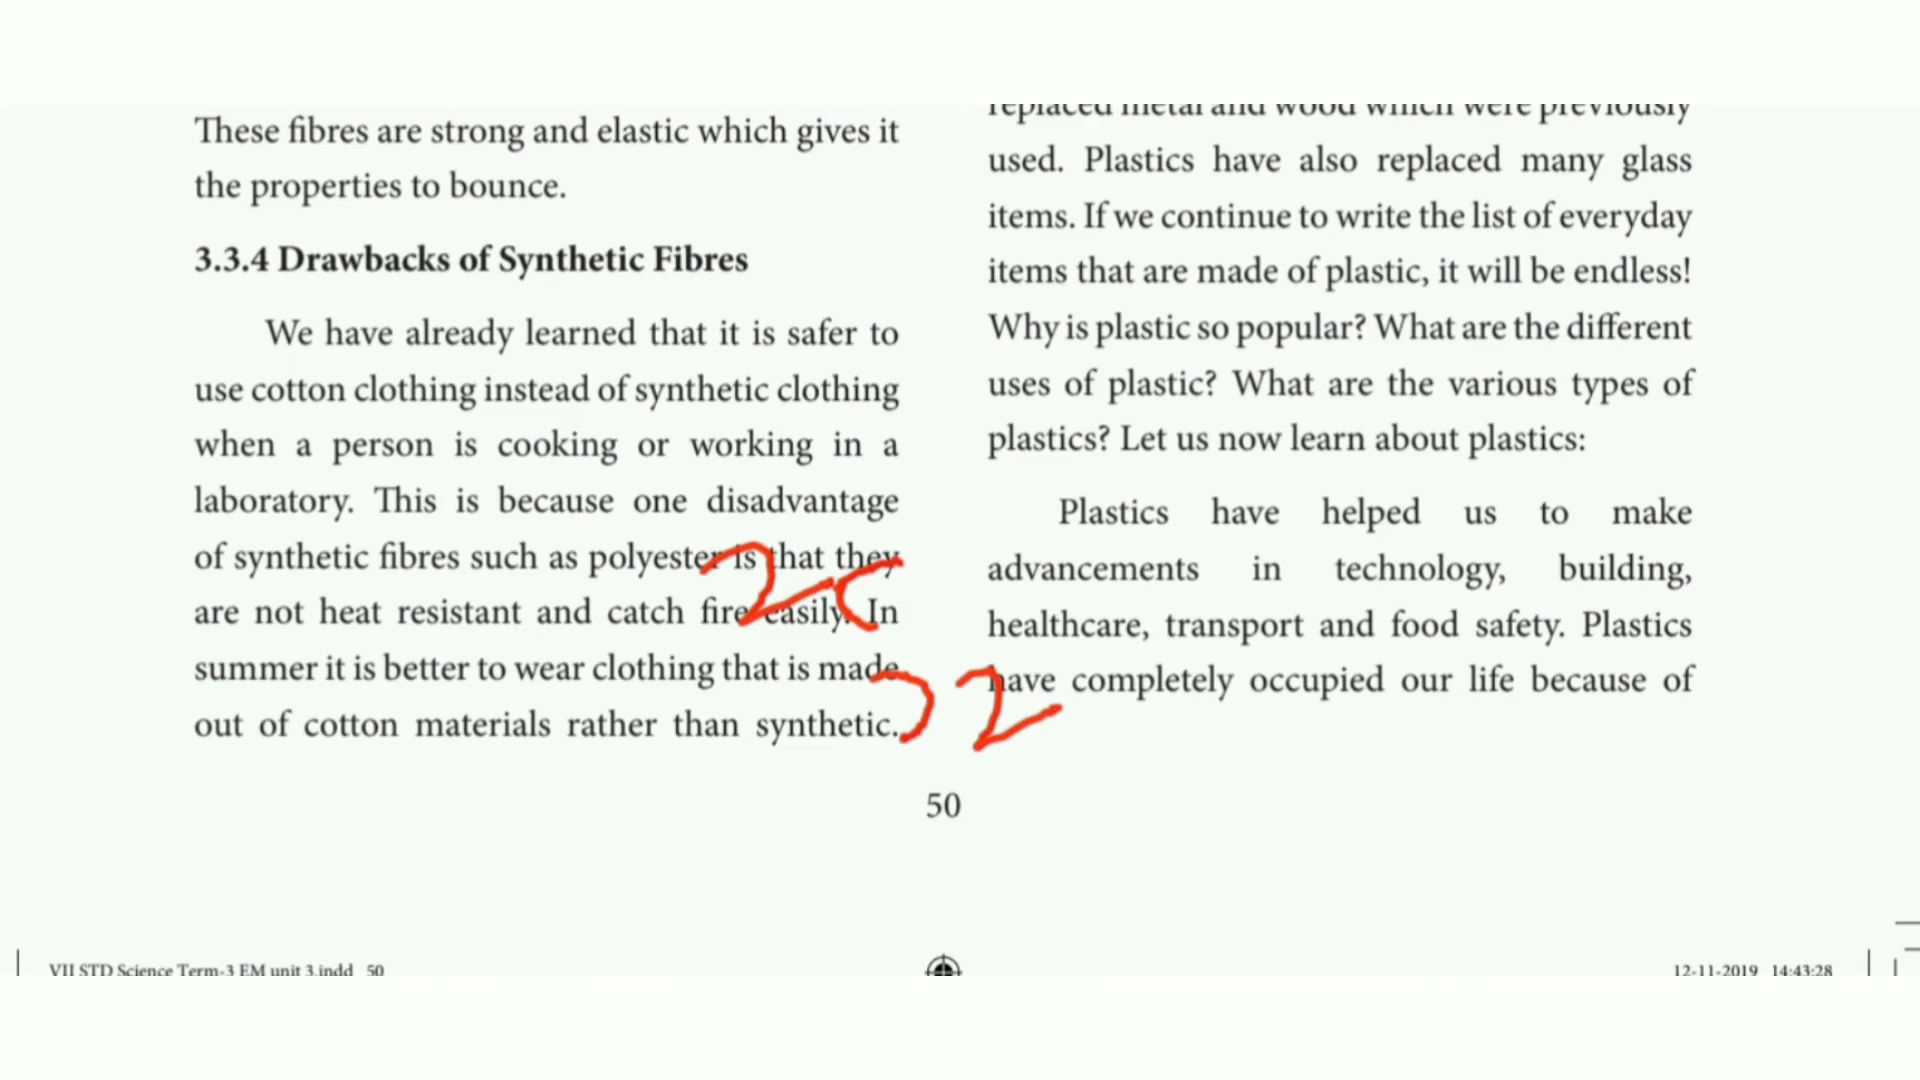 These fibres are strong and elastic which gives it
the properties to bounce.
3.3.4 Drawbacks of Synthetic Fibres
We have already learned that it is safer to
use cotton clothing instead of synthetic clothing
when a person is cooking or working in a
laboratory. This is because one disadvantage
of synthetic fibres such as polyester is that they
are not heat resistant and catch fire easily. In
summer it is better to wear clothing that is made
out of cotton materials rather than synthetic.
replaced metal and wood which were previously
used. Plastics have also replaced many glass
items. If we continue to write the list of everyday
items that are made of plastic, it will be endless!
Why is plastic so popular? What are the different
uses of plastic? What are the various types of
plastics? Let us now learn about plastics:
Plastics have helped us to make
advancements in technology, building,
healthcare, transport and food safety. Plastics
have completely occupied our life because of
50
VII STD Science Term-3 EM unit 3.indd 50
12-11-2019 14:43:28